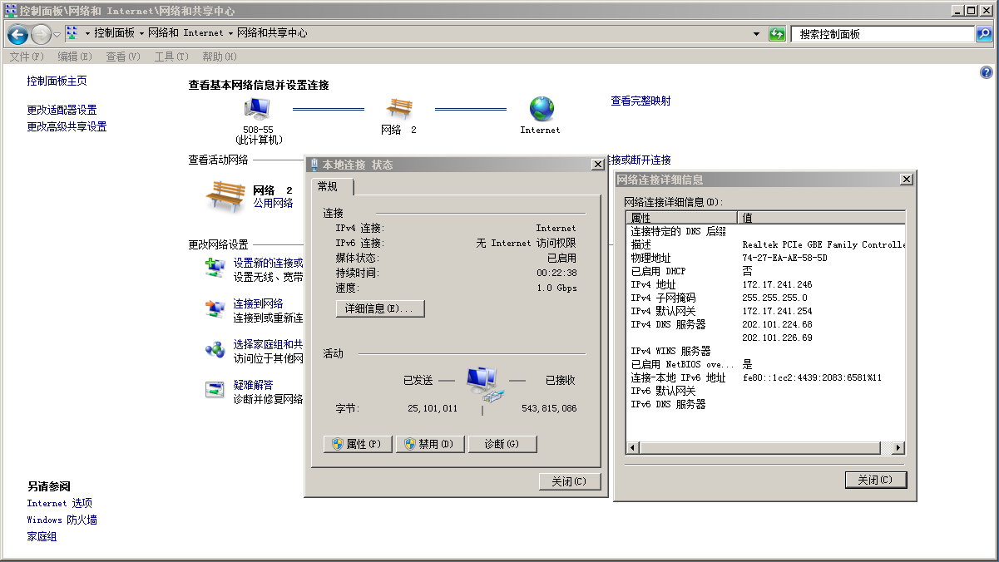 控制面板\网络和 Internet\网络和共享中心
控制面板 网络和 Internet 网络和共享中心
搜索控制面板
文件(F) 编辑(E) 查看(V) 工具(T) 帮助(H)
控制面板主页
更改适配器设置
更改高级共享设置
查看基本网络信息并设置连接
查看完整映射
508-55
(此计算机)
网络 2
Internet
查看活动网络
连接或断开连接
网络 2
公用网络
更改网络设置
设置新的连接或
设置无线、宽带
连接到网络
连接到或重新连
选择家庭组和共
访问位于其他网
疑难解答
诊断并修复网络
另请参阅
Internet 选项
Windows 防火墙
家庭组
本地连接 状态
常规
连接
IPv4 连接: Internet
IPv6 连接: 无 Internet 访问权限
媒体状态: 已启用
持续时间: 00:22:38
速度: 1.0 Gbps
详细信息(E)...
活动
已发送 已接收
字节: 25,101,011 543,815,086
属性(P) 禁用(D) 诊断(G)
关闭(C)
网络连接详细信息
网络连接详细信息(D):
属性 值
连接特定的 DNS 后缀
描述 Realtek PCIe GBE Family Controlle
物理地址 74-27-EA-AE-58-5D
已启用 DHCP 否
IPv4 地址 172.17.241.246
IPv4 子网掩码 255.255.255.0
IPv4 默认网关 172.17.241.254
IPv4 DNS 服务器 202.101.224.68
202.101.226.69
IPv4 WINS 服务器
已启用 NetBIOS ove... 是
连接-本地 IPv6 地址 fe80::1cc2:4439:2083:6581%11
IPv6 默认网关
IPv6 DNS 服务器
关闭(C)